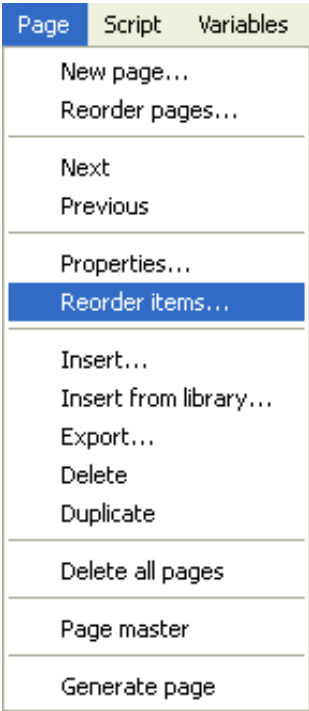 Page Script Variables
New page...
Reorder pages...
Next
Previous
Properties...
Reorder items...
Insert...
Insert from library...
Export...
Delete
Duplicate
Delete all pages
Page master
Generate page